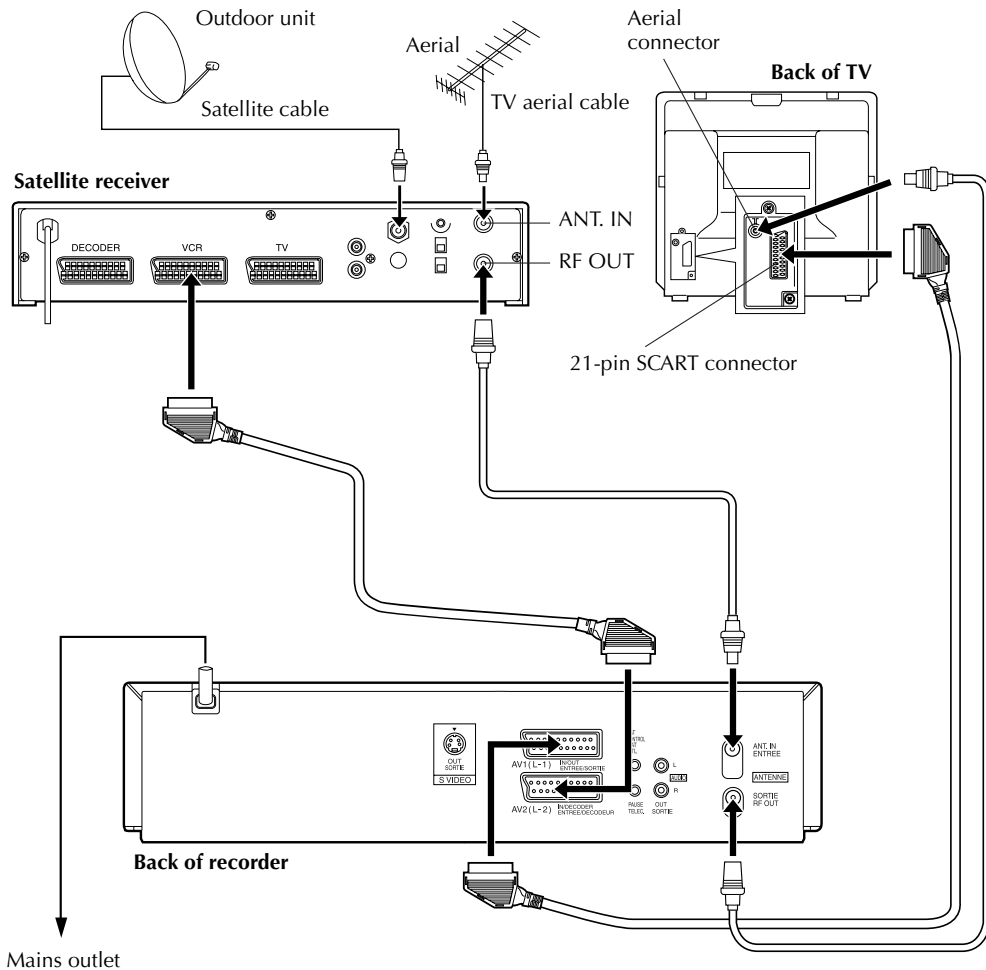 Outdoor unit
Aerial
Aerial
connector
Back of TV
Satellite cable
TV aerial cable
Satellite receiver
ANT. IN
DECODER
VCR
TV
RF OUT
21-pin SCART connector
OUT
SORTIE
S VIDEO
AV1(L-1)
IN/OUT
ENTREE/SORTIE
AV2(L-2)
IN/DECODER
ENTREE/DECODEUR
PAUSE
TELEC.
L
R
OUT
SORTIE
ANT. IN
ENTREE
ANTENNE
SORTIE
RF OUT
Back of recorder
Mains outlet